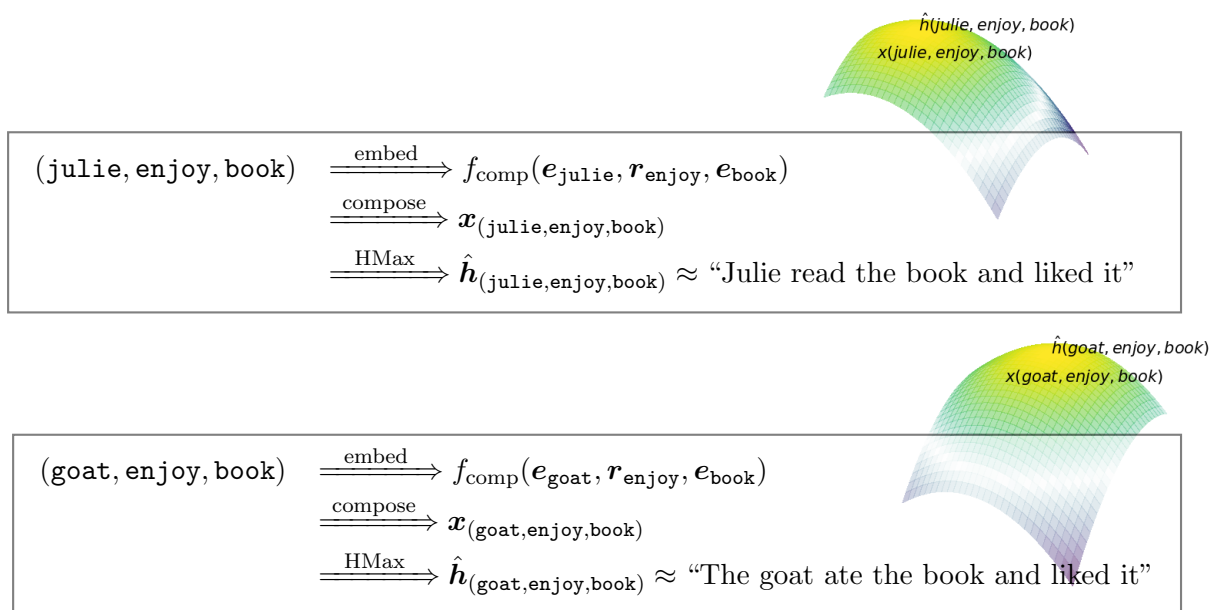 ĥ(julie, enjoy, book)
x(julie, enjoy, book)
(julie, enjoy, book) embed ⟹ f_comp(e_julie, r_enjoy, e_book)
compose ⟹ x_(julie,enjoy,book)
HMax ⟹ ĥ_(julie,enjoy,book) ≈ “Julie read the book and liked it”
ĥ(goat, enjoy, book)
x(goat, enjoy, book)
(goat, enjoy, book) embed ⟹ f_comp(e_goat, r_enjoy, e_book)
compose ⟹ x_(goat,enjoy,book)
HMax ⟹ ĥ_(goat,enjoy,book) ≈ “The goat ate the book and liked it”